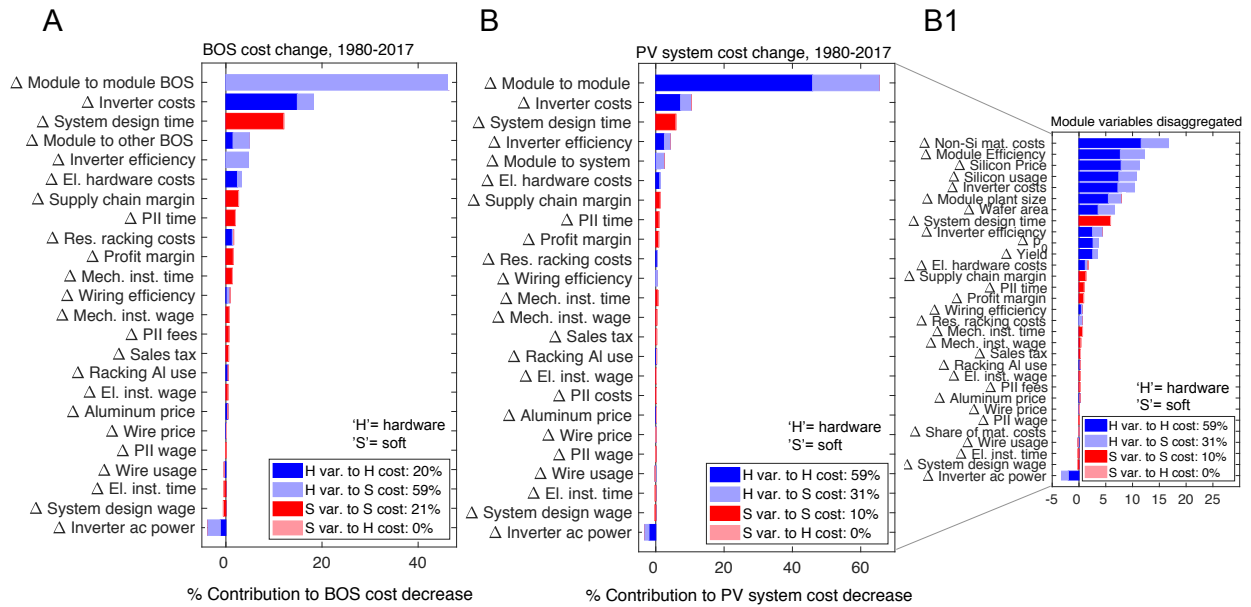 A
BOS cost change, 1980-2017
Δ Module to module BOS
Δ Inverter costs
Δ System design time
Δ Module to other BOS
Δ Inverter efficiency
Δ El. hardware costs
Δ Supply chain margin
Δ PII time
Δ Res. racking costs
Δ Profit margin
Δ Mech. inst. time
Δ Wiring efficiency
Δ Mech. inst. wage
Δ PII fees
Δ Sales tax
Δ Racking Al use
Δ El. inst. wage
Δ Aluminum price
Δ Wire price
Δ PII wage
Δ Wire usage
Δ El. inst. time
Δ System design wage
Δ Inverter ac power
'H'= hardware
'S'= soft
H var. to H cost: 20%
H var. to S cost: 59%
S var. to S cost: 21%
S var. to H cost: 0%
0 20 40
% Contribution to BOS cost decrease
B
PV system cost change, 1980-2017
Δ Module to module
Δ Inverter costs
Δ System design time
Δ Inverter efficiency
Δ Module to system
Δ El. hardware costs
Δ Supply chain margin
Δ PII time
Δ Profit margin
Δ Res. racking costs
Δ Wiring efficiency
Δ Mech. inst. time
Δ Mech. inst. wage
Δ Sales tax
Δ Racking Al use
Δ El. inst. wage
Δ PII costs
Δ Aluminum price
Δ Wire price
Δ PII wage
Δ Wire usage
Δ El. inst. time
Δ System design wage
Δ Inverter ac power
'H'= hardware
'S'= soft
H var. to H cost: 59%
H var. to S cost: 31%
S var. to S cost: 10%
S var. to H cost: 0%
0 20 40 60
% Contribution to PV system cost decrease
B1
Module variables disaggregated
Δ Non-Si mat. costs
Δ Module Efficiency
Δ Silicon Price
Δ Silicon usage
Δ Inverter costs
Δ Module plant size
Δ Wafer area
Δ System design time
Δ Inverter efficiency
Δ p0
Δ Yield
Δ El. hardware costs
Δ Supply chain margin
Δ PII time
Δ Profit margin
Δ Wiring efficiency
Δ Res. racking costs
Δ Mech. inst. time
Δ Mech. inst. wage
Δ Sales tax
Δ Racking Al use
Δ El. inst. wage
Δ PII fees
Δ Aluminum price
Δ Wire price
Δ PII wage
Δ Share of mat. costs
Δ Wire usage
Δ El. inst. time
Δ System design wage
Δ Inverter ac power
'H'= hardware
'S'= soft
H var. to H cost: 59%
H var. to S cost: 31%
S var. to S cost: 10%
S var. to H cost: 0%
-5 0 5 10 15 20 25